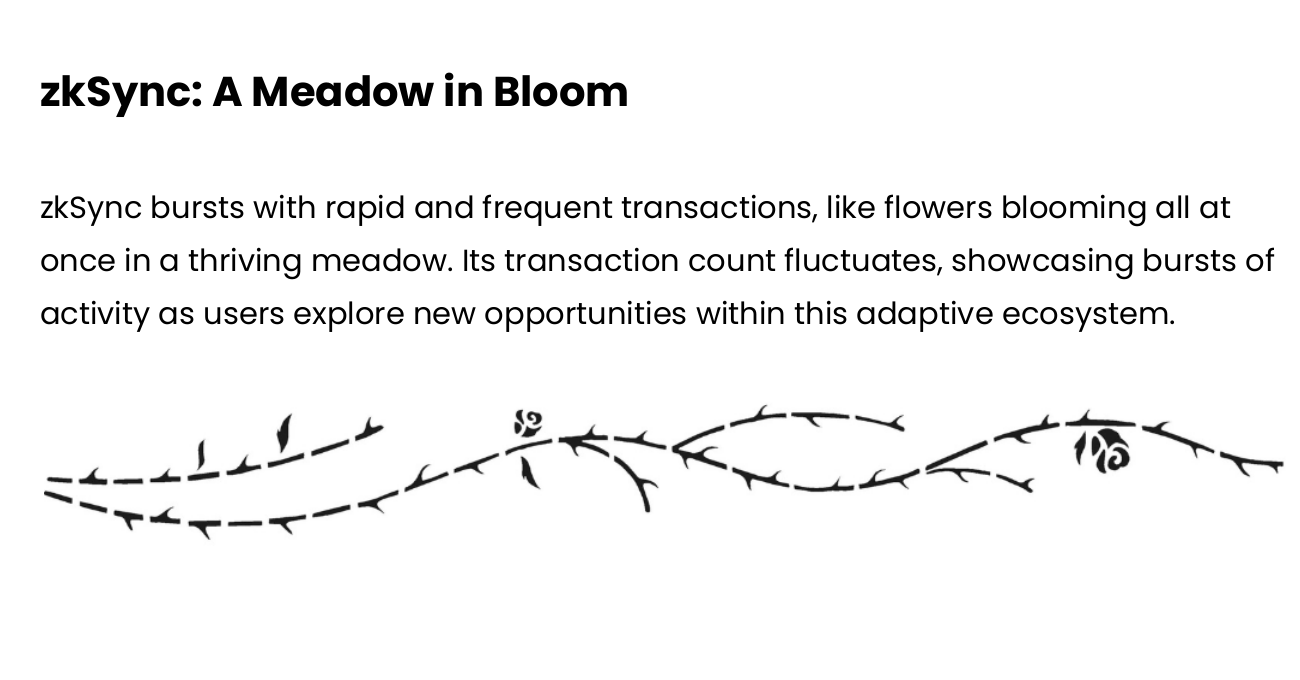 zkSync: A Meadow in Bloom
zkSync bursts with rapid and frequent transactions, like flowers blooming all at
once in a thriving meadow. Its transaction count fluctuates, showcasing bursts of
activity as users explore new opportunities within this adaptive ecosystem.